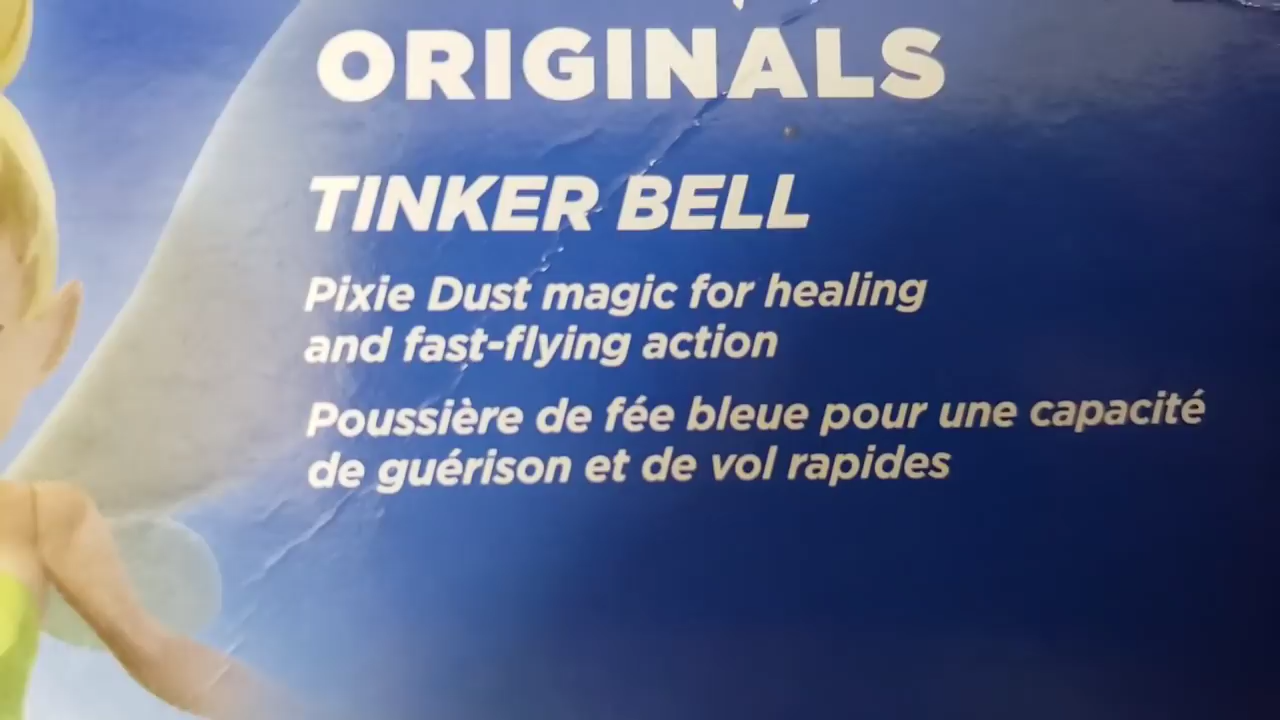 ORIGINALS
TINKER BELL
Pixie Dust magic for healing
and fast-flying action
Poussière de fée bleue pour une capacité
de guérison et de vol rapides